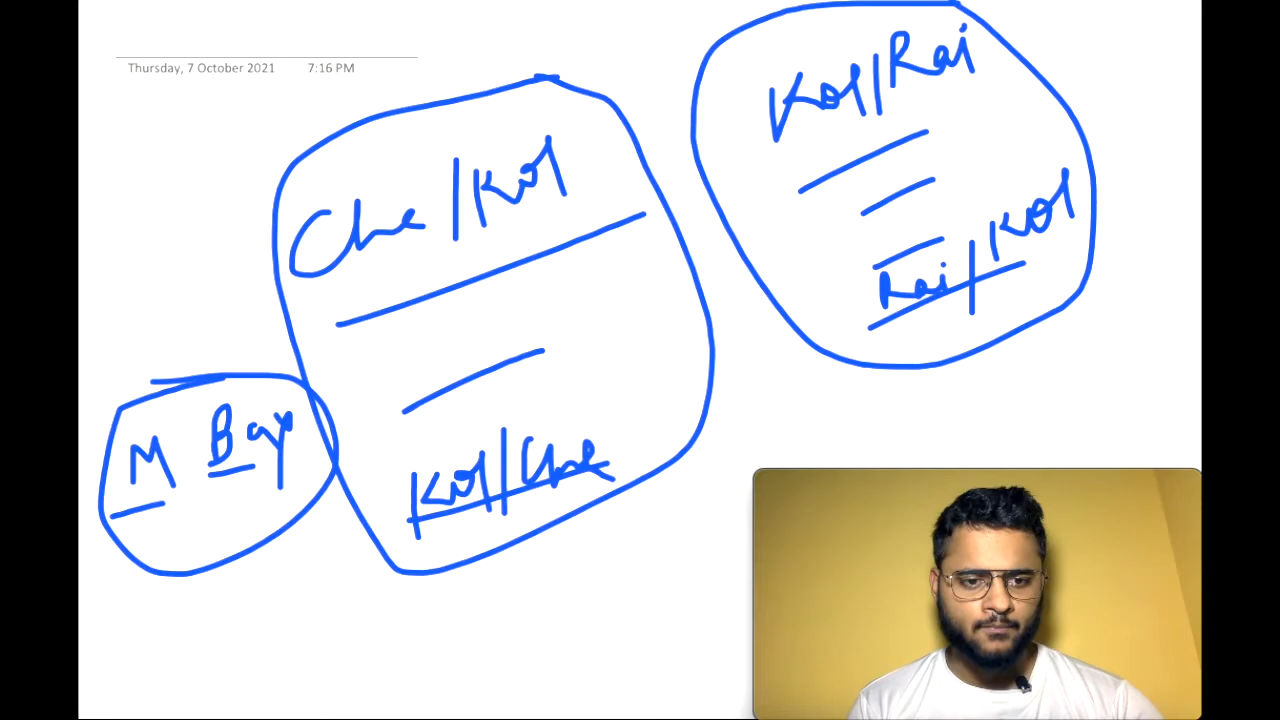 Thursday, 7 October 2021 7:16 PM
Che/Kol
Kol/Che
M Bay
Kol/Rai
Rai/Kol